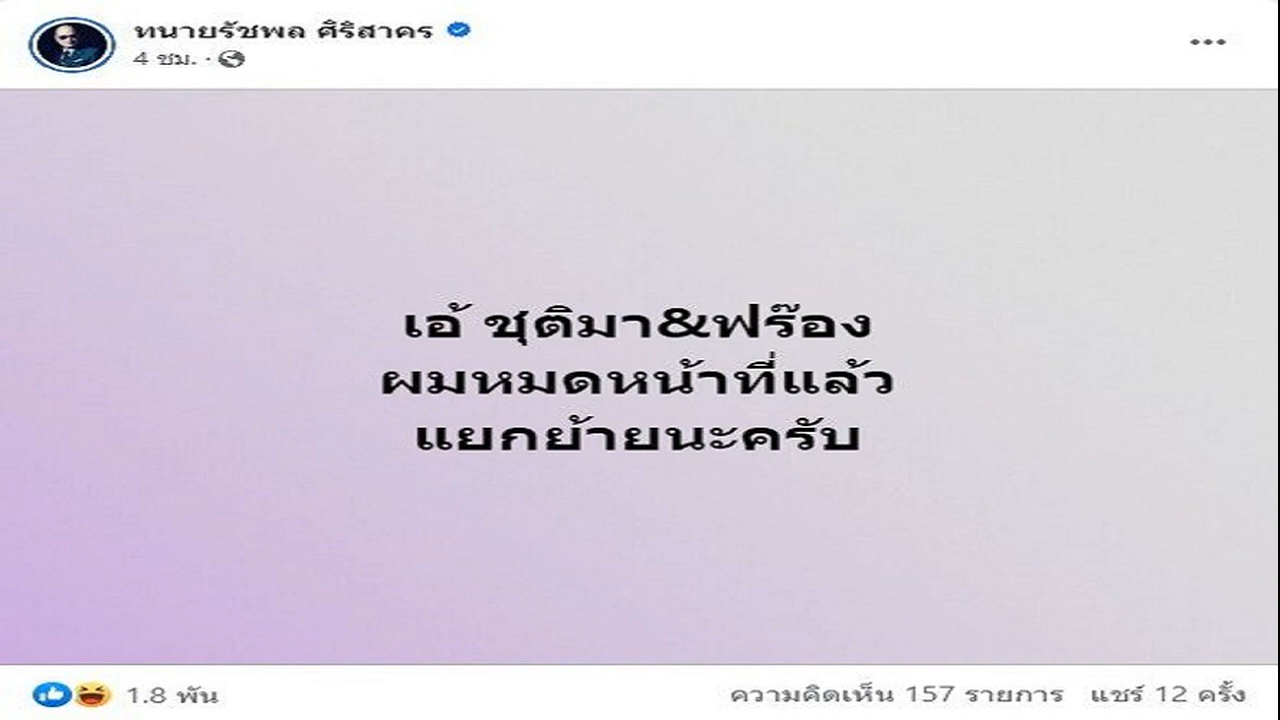 ทนายรัชพล ศิริสาคร
4 ชม. ·
เอ้ ชุติมา&ฟร๊อง
ผมหมดหน้าที่แล้ว
แยกย้ายนะครับ
1.8 พัน ความคิดเห็น 157 รายการ แชร์ 12 ครั้ง